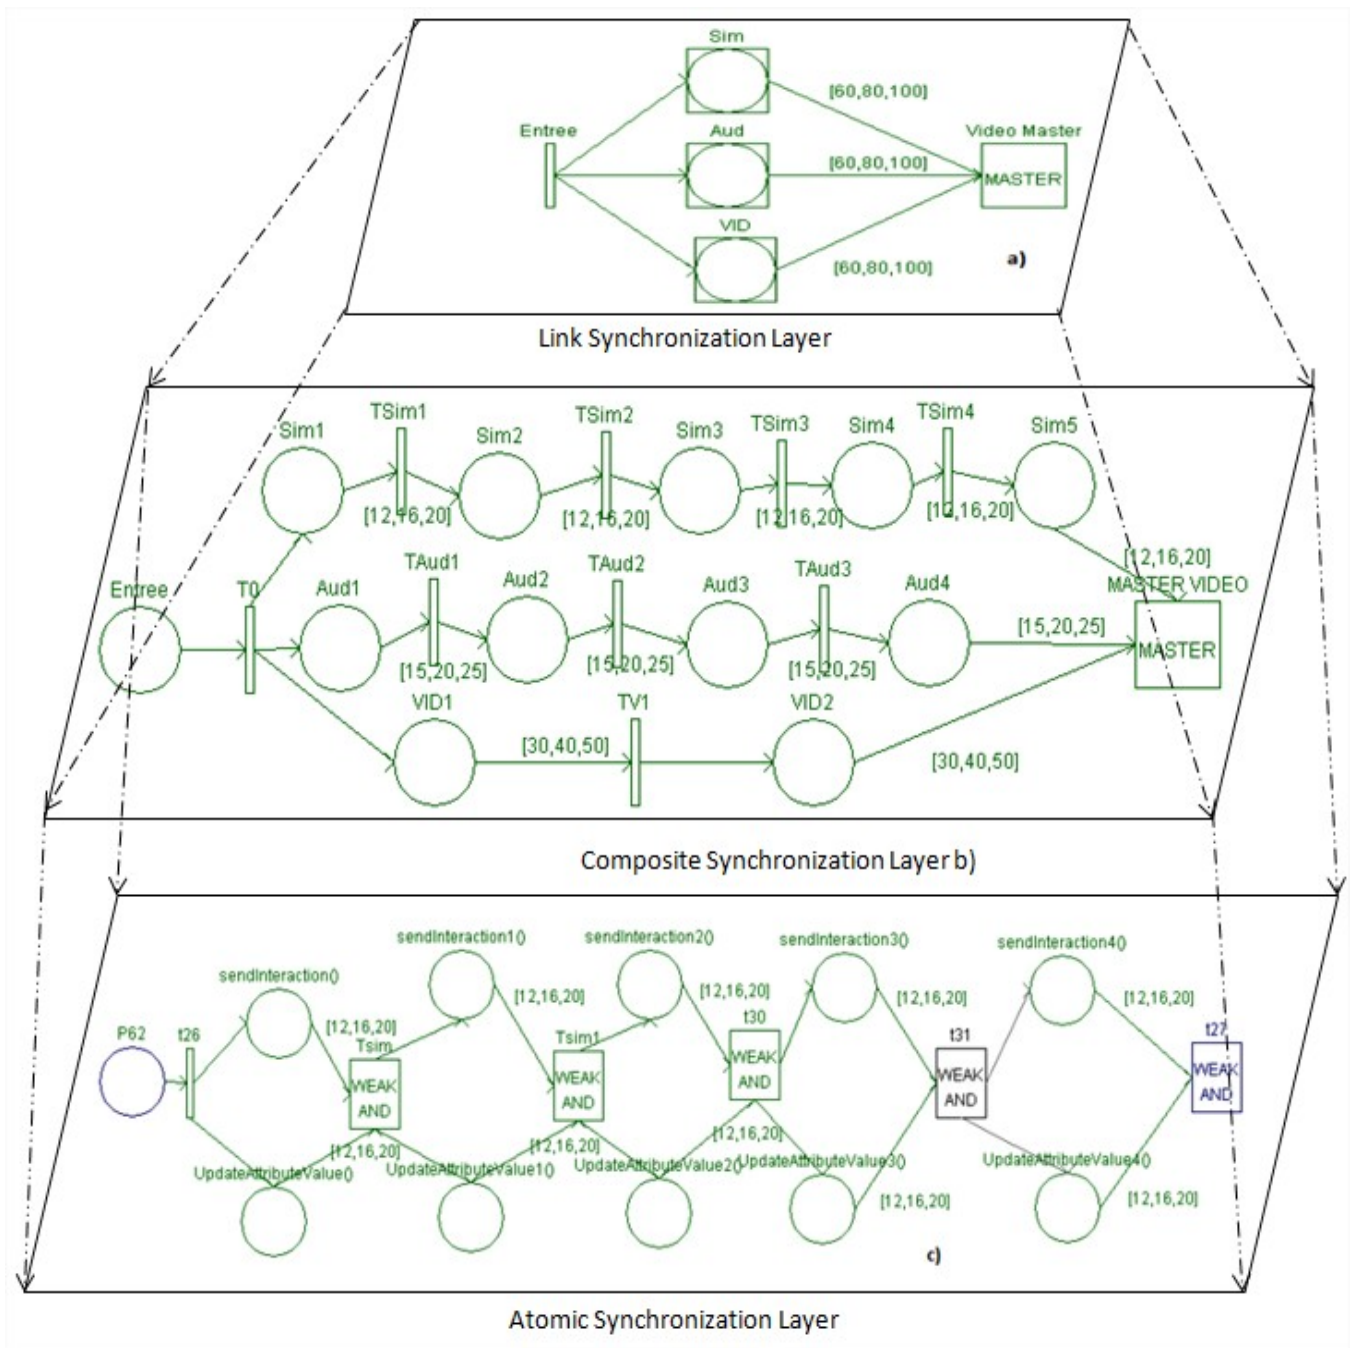 Sim
[60,80,100]
Entree
Aud
Video Master
[60,80,100]
MASTER
VID
[60,80,100]
a)
Link Synchronization Layer
TSim1
TSim2
TSim3
TSim4
Sim1
Sim2
Sim3
Sim4
Sim5
[12,16,20]
[12,16,20]
[12,16,20]
[12,16,20]
[12,16,20]
Entree
T0
Aud1
TAud1
Aud2
TAud2
Aud3
TAud3
Aud4
MASTER VIDEO
[15,20,25]
[15,20,25]
[15,20,25]
[15,20,25]
MASTER
VID1
[30,40,50]
TV1
VID2
[30,40,50]
Composite Synchronization Layer b)
sendInteraction()
sendInteraction1()
sendInteraction2()
sendInteraction3()
sendInteraction4()
[12,16,20]
[12,16,20]
[12,16,20]
[12,16,20]
[12,16,20]
P62
t26
Tsim
Tsim1
t30
t31
t27
WEAK
AND
WEAK
AND
WEAK
AND
WEAK
AND
WEAK
AND
[12,16,20]
[12,16,20]
[12,16,20]
[12,16,20]
[12,16,20]
UpdateAttributeValue()
UpdateAttributeValue1()
UpdateAttributeValue2()
UpdateAttributeValue3()
UpdateAttributeValue4()
c)
Atomic Synchronization Layer